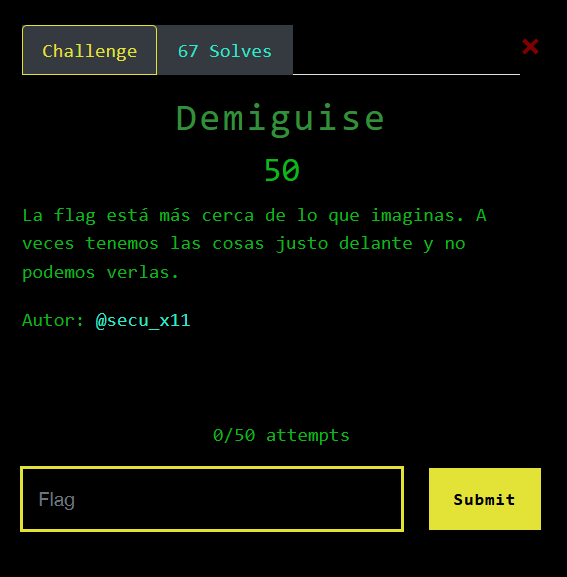 Challenge
67 Solves
×
Demiguise
50
La flag está más cerca de lo que imaginas. A
veces tenemos las cosas justo delante y no
podemos verlas.
Autor: @secu_x11
0/50 attempts
Flag
Submit